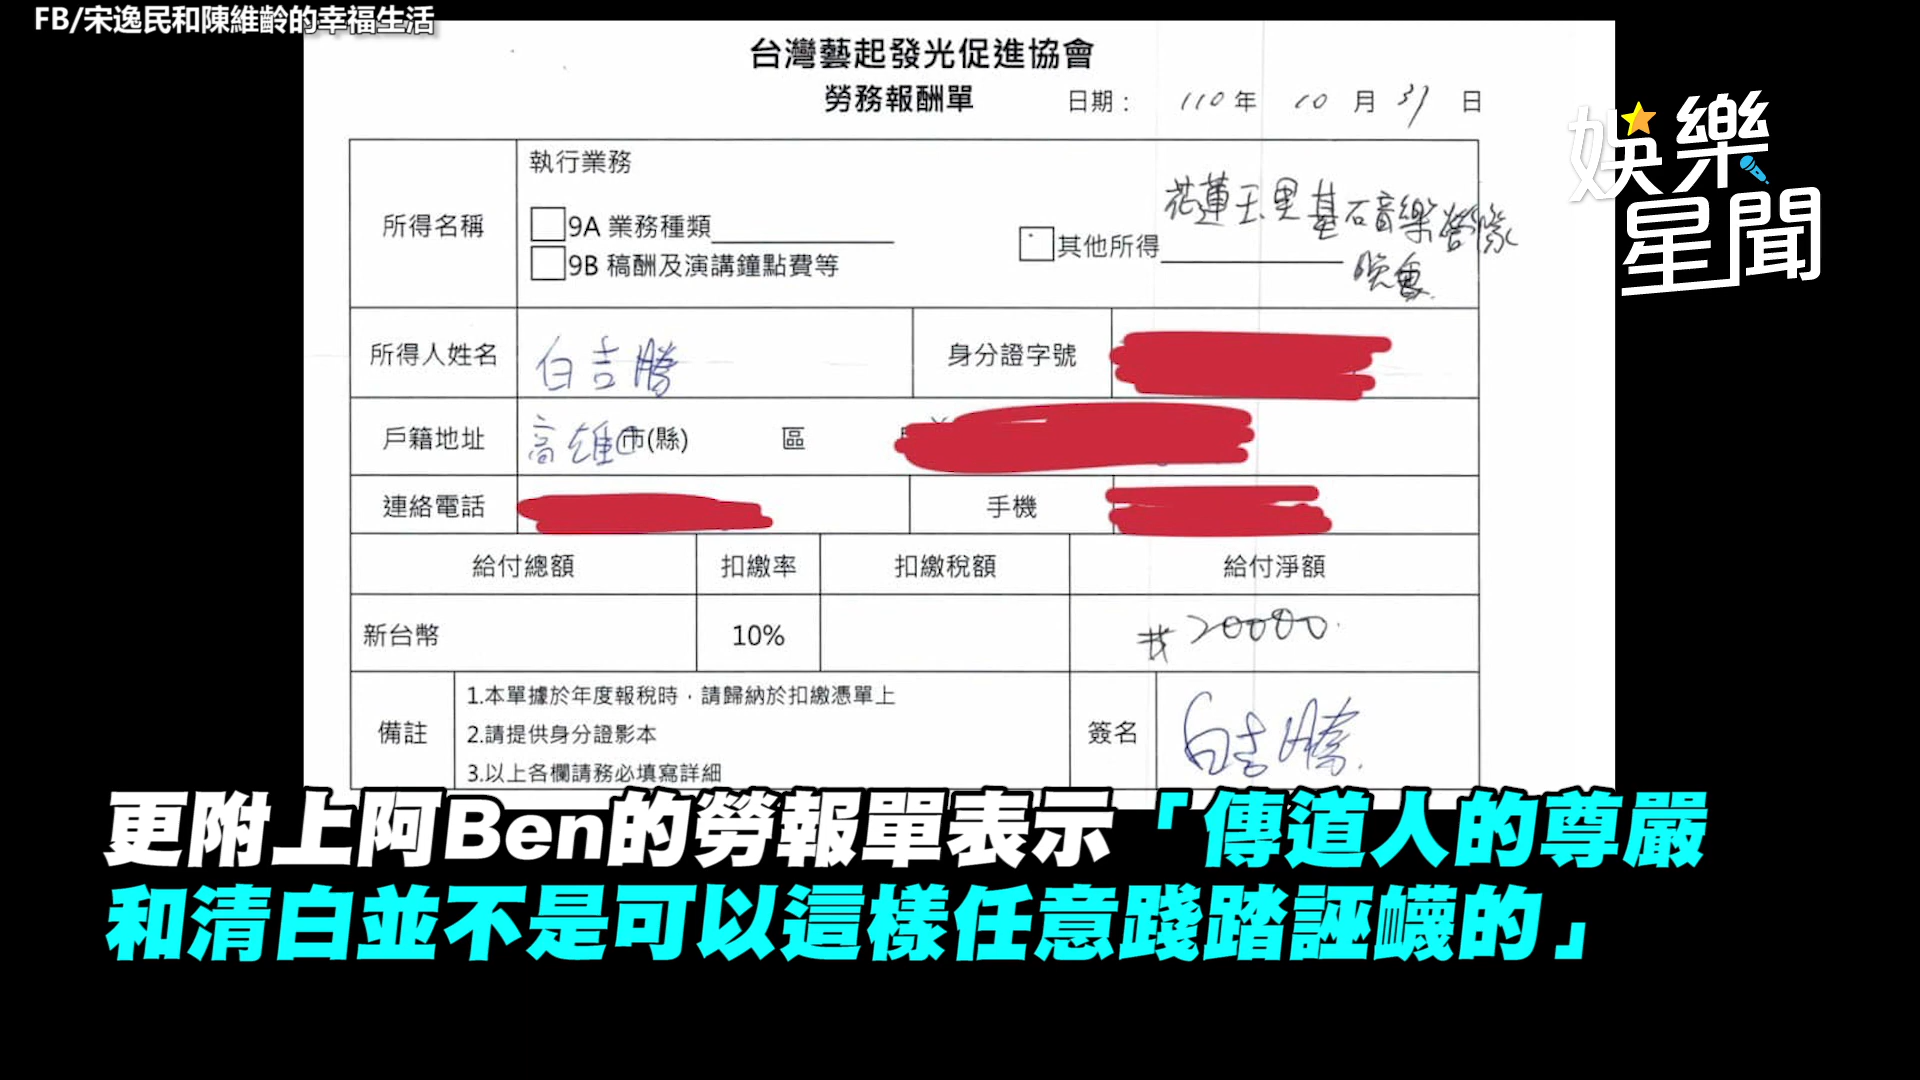 FB/宋逸民和陳維齡的幸福生活
台灣藝起發光促進協會
勞務報酬單
日期： 110 年 10 月 31 日
娛樂
星聞
所得名稱
執行業務
9A 業務種類
9B 稿酬及演講鐘點費等
其他所得
花蓮玉里基石音樂營隊
晚會
所得人姓名 白吉勝 身分證字號
戶籍地址 高雄 市(縣) 區
連絡電話 手機
給付總額 扣繳率 扣繳稅額 給付淨額
新台幣 10% 20000
備註
1.本單據於年度報稅時，請歸納於扣繳憑單上
2.請提供身分證影本
3.以上各欄請務必填寫詳細
簽名 白吉勝
更附上阿Ben的勞報單表示「傳道人的尊嚴
和清白並不是可以這樣任意踐踏誣衊的」